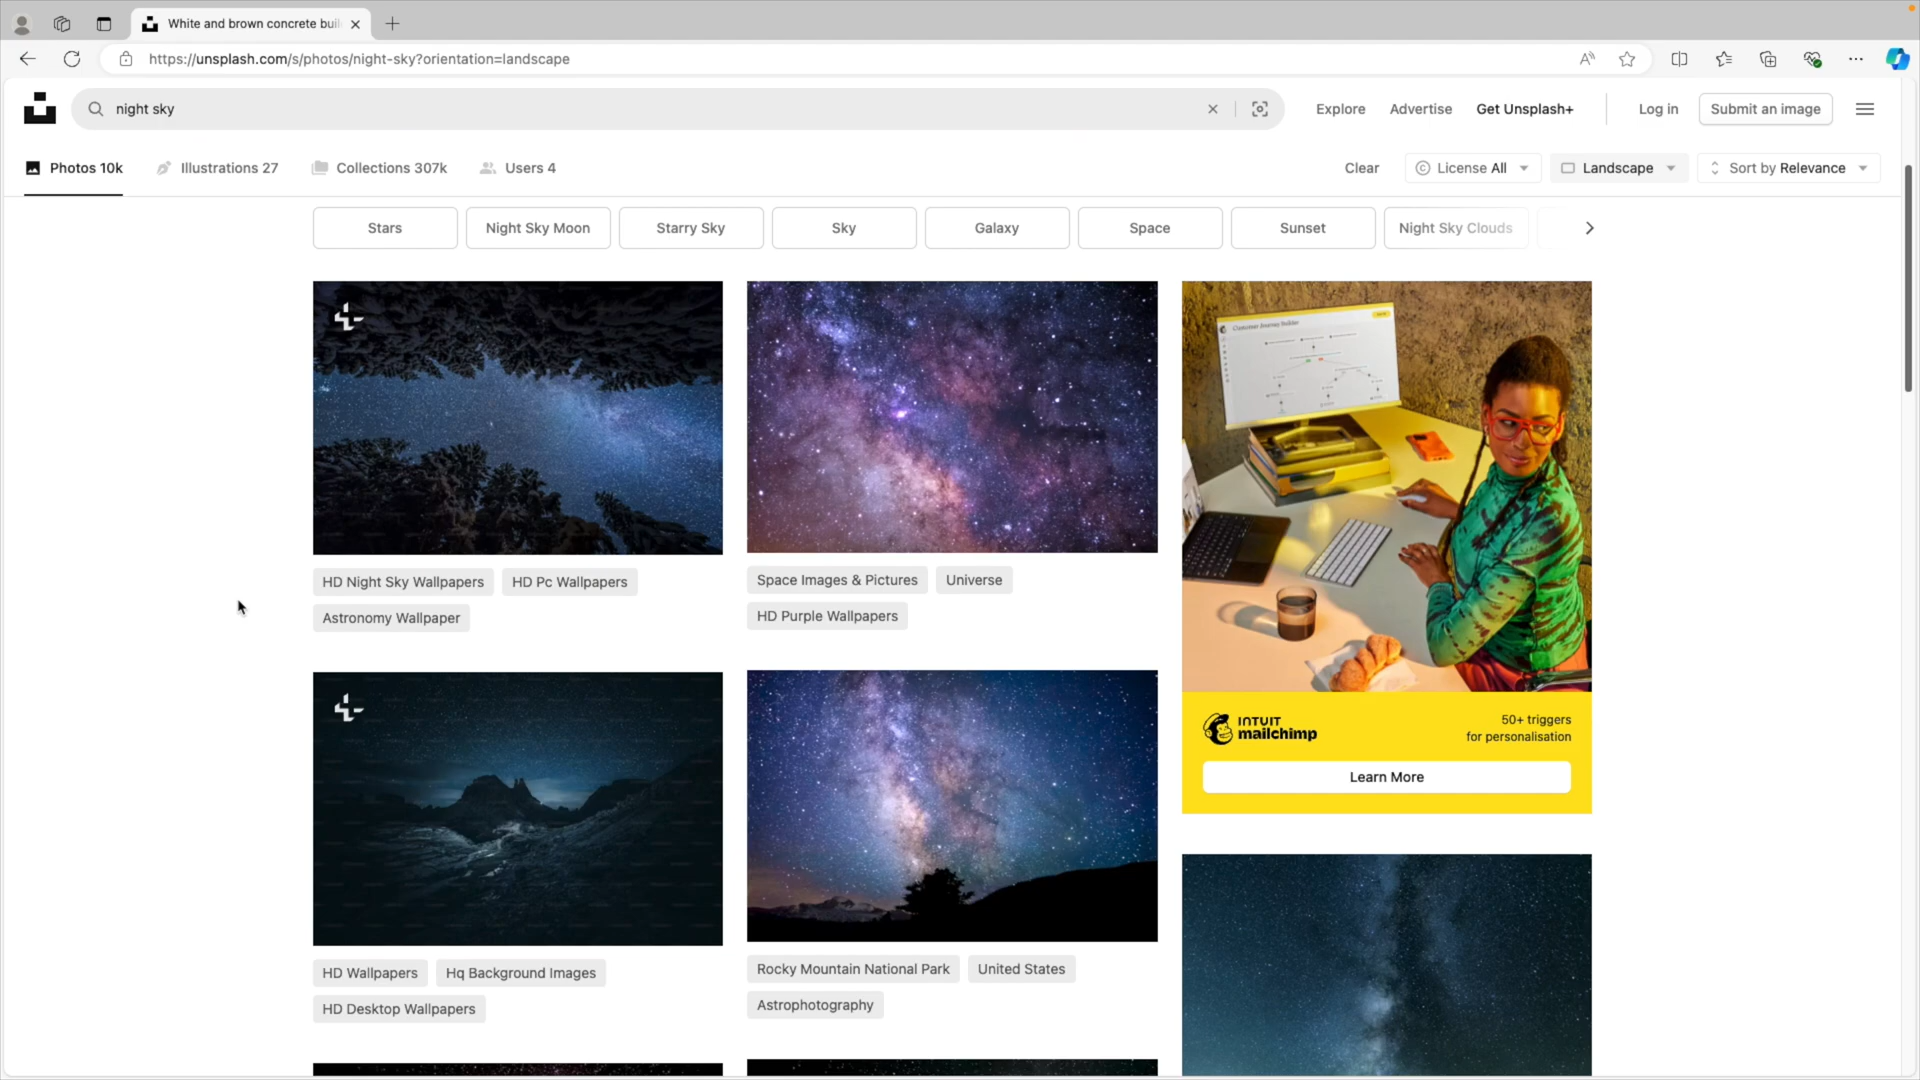 White and brown concrete buil
https://unsplash.com/s/photos/night-sky?orientation=landscape
night sky
Explore
Advertise
Get Unsplash+
Log in
Submit an image
Photos 10k
Illustrations 27
Collections 307k
Users 4
Clear
License All
Landscape
Sort by Relevance
Stars
Night Sky Moon
Starry Sky
Sky
Galaxy
Space
Sunset
Night Sky Clouds
HD Night Sky Wallpapers
HD Pc Wallpapers
Astronomy Wallpaper
Space Images & Pictures
Universe
HD Purple Wallpapers
Customer Journey Builder
INTUIT
mailchimp
50+ triggers
for personalisation
Learn More
HD Wallpapers
Hq Background Images
HD Desktop Wallpapers
Rocky Mountain National Park
United States
Astrophotography